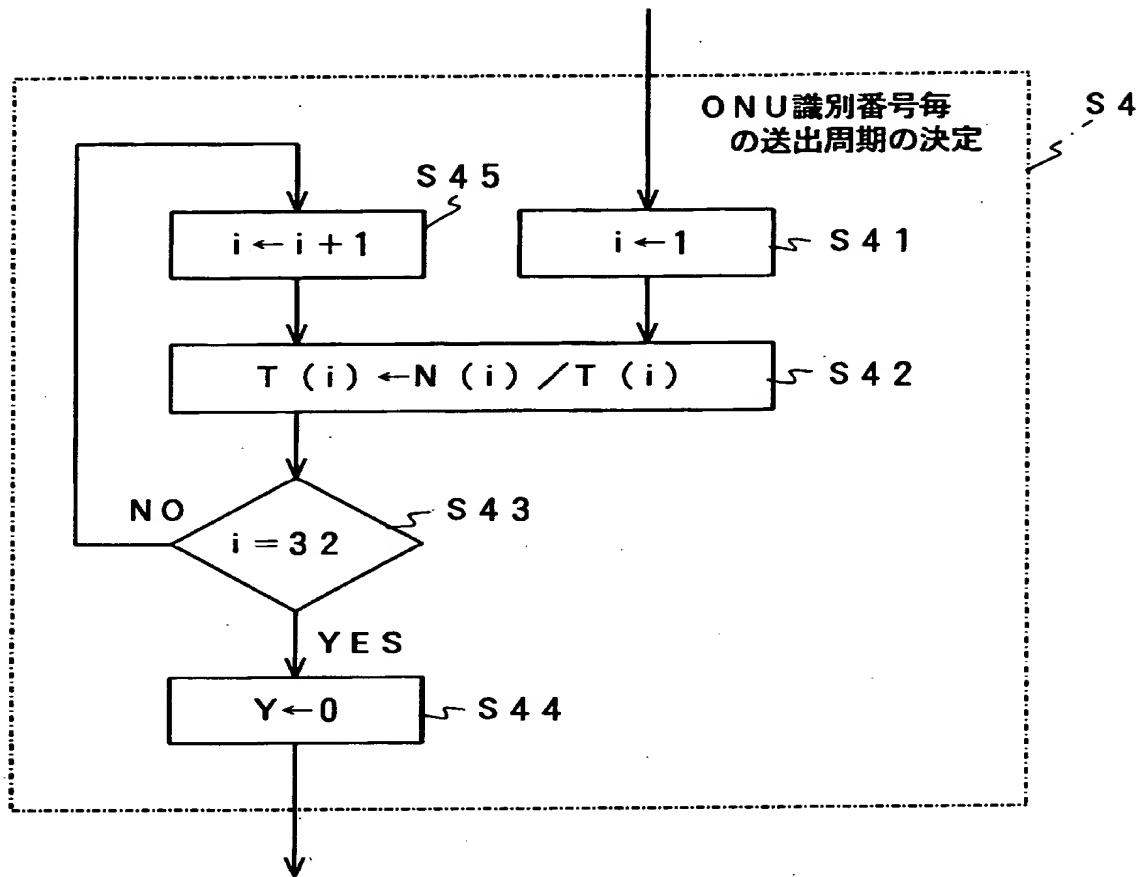 ONU識別番号毎
の送出周期の決定
S4
S45
i←i+1
i←1
S41
T(i)←N(i)/T(i)
S42
NO
S43
i=32
YES
Y←0
S44